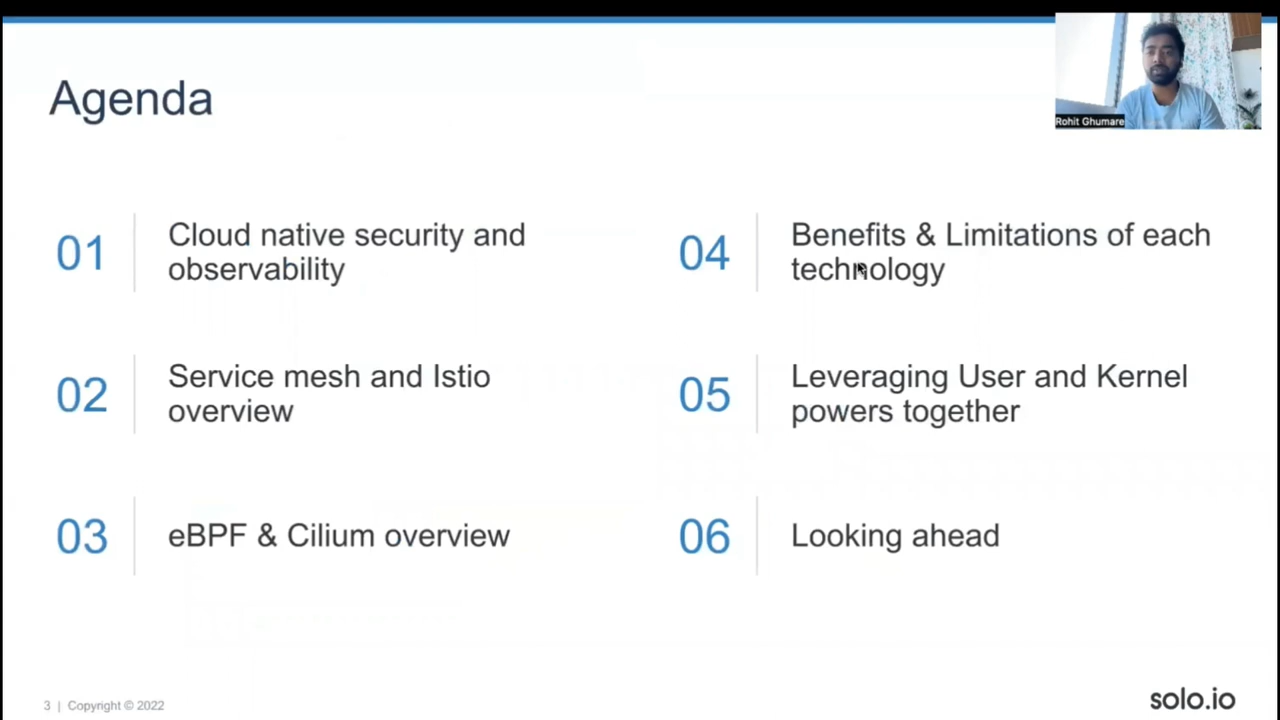 Agenda
Rohit Ghumare
01
Cloud native security and
observability
02
Service mesh and Istio
overview
03
eBPF & Cilium overview
04
Benefits & Limitations of each
technology
05
Leveraging User and Kernel
powers together
06
Looking ahead
3 | Copyright © 2022
solo.io